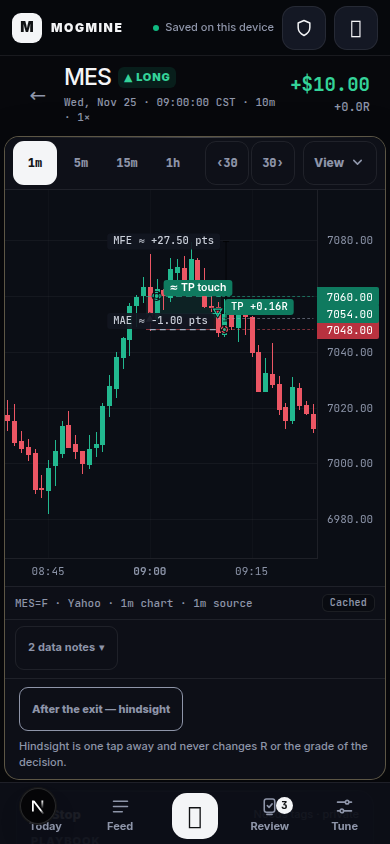 M MOGMINE Saved on this device
← MES ▲ LONG +$10.00
Wed, Nov 25 · 09:00:00 CST · 10m +0.0R
· 1×
1m 5m 15m 1h ‹30 30› View
MFE ≈ +27.50 pts 7080.00
≈ TP touch 7060.00
TP +0.16R 7054.00
MAE ≈ -1.00 pts 7048.00
7040.00
7020.00
7000.00
6980.00
08:45 09:00 09:15
MES=F · Yahoo · 1m chart · 1m source Cached
2 data notes ▾
After the exit — hindsight
Hindsight is one tap away and never changes R or the grade of the
decision.
N 3
Today Feed Review Tune